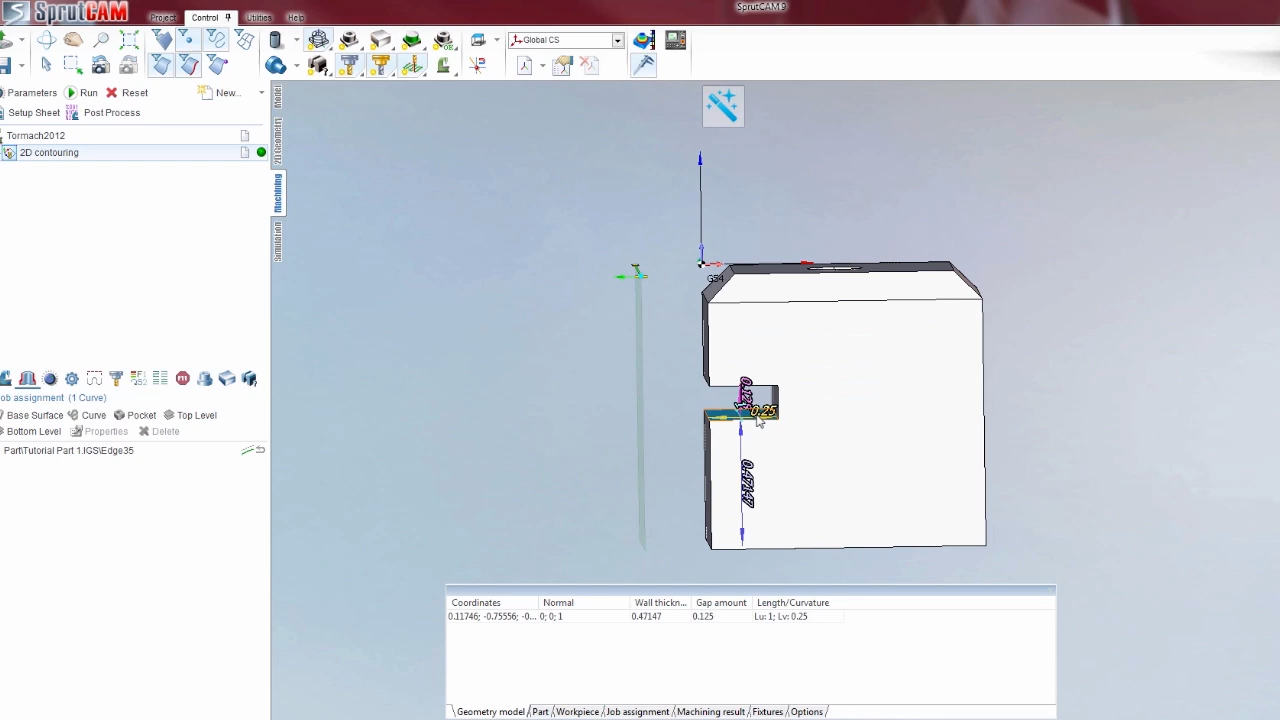 SprutCAM
SprutCAM 9
Project Control Utilities Help
Global CS
Parameters Run Reset New...
Setup Sheet Post Process
Tormach2012
2D contouring
Model
2D Geometry
Machining
Simulation
G54
0.25
0.47147
ob assignment (1 Curve)
Base Surface Curve Pocket Top Level
Bottom Level Properties Delete
Part\Tutorial Part 1.IGS\Edge35
Coordinates Normal Wall thickn... Gap amount Length/Curvature
0.11746; -0.75556; -0... 0; 0; 1 0.47147 0.125 Lu: 1; Lv: 0.25
Geometry model Part Workpiece Job assignment Machining result Fixtures Options